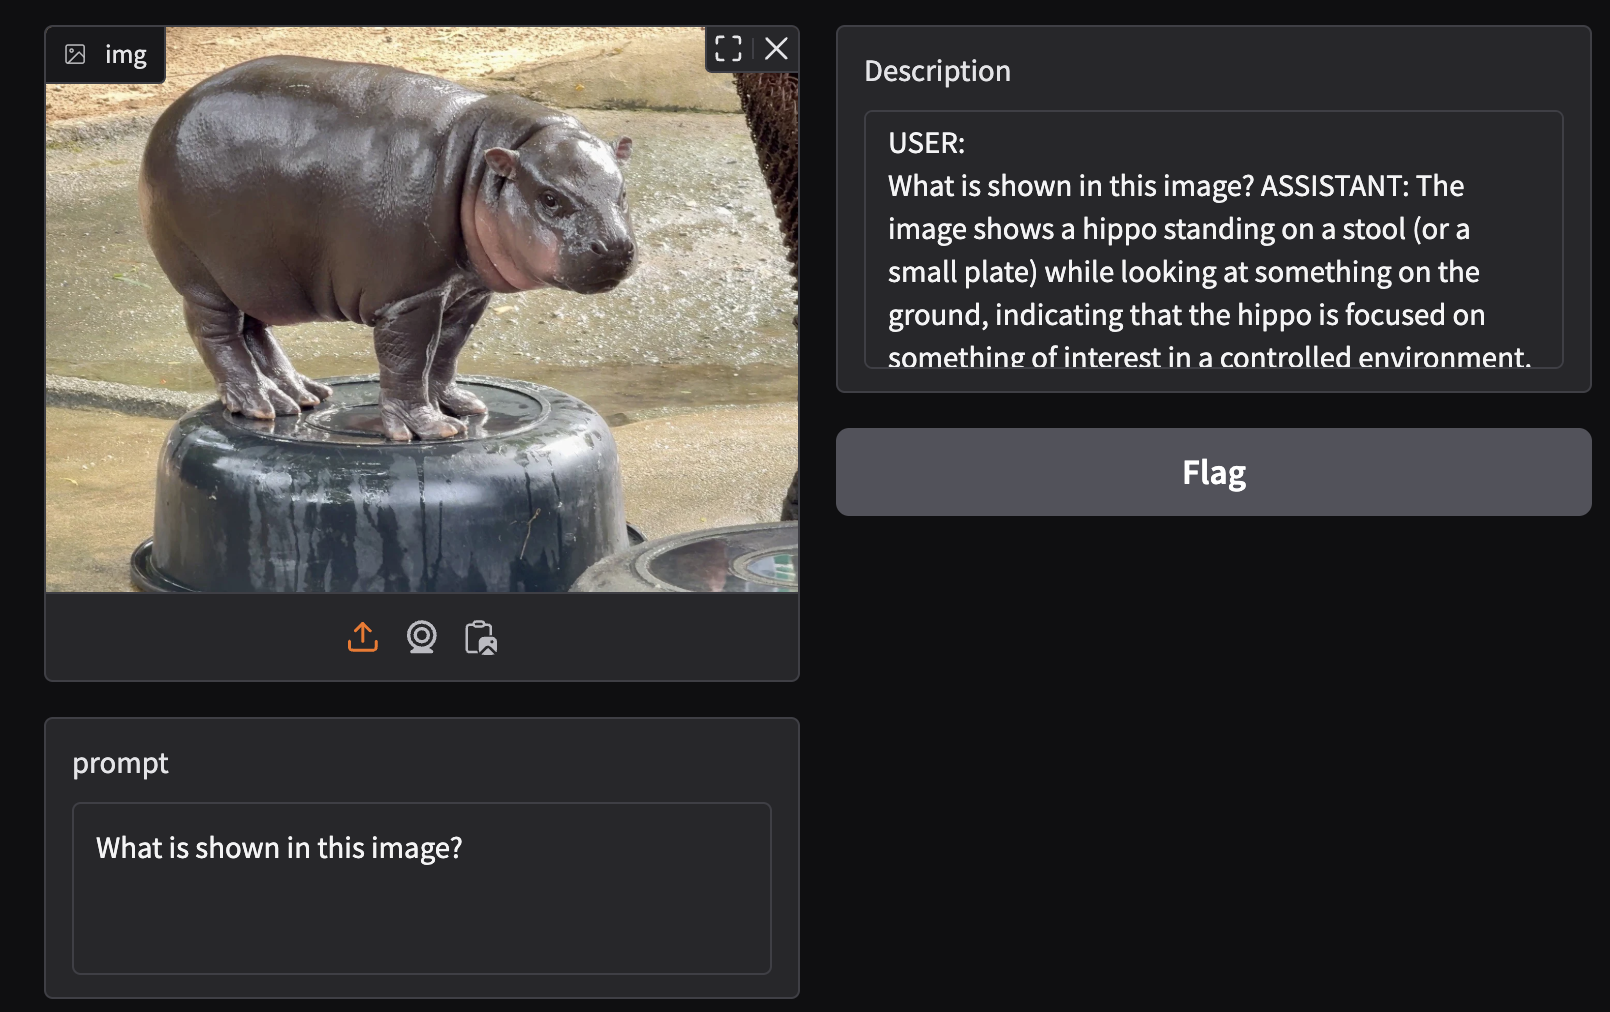 img
Description
USER:
What is shown in this image? ASSISTANT: The
image shows a hippo standing on a stool (or a
small plate) while looking at something on the
ground, indicating that the hippo is focused on
something of interest in a controlled environment.
Flag
prompt
What is shown in this image?